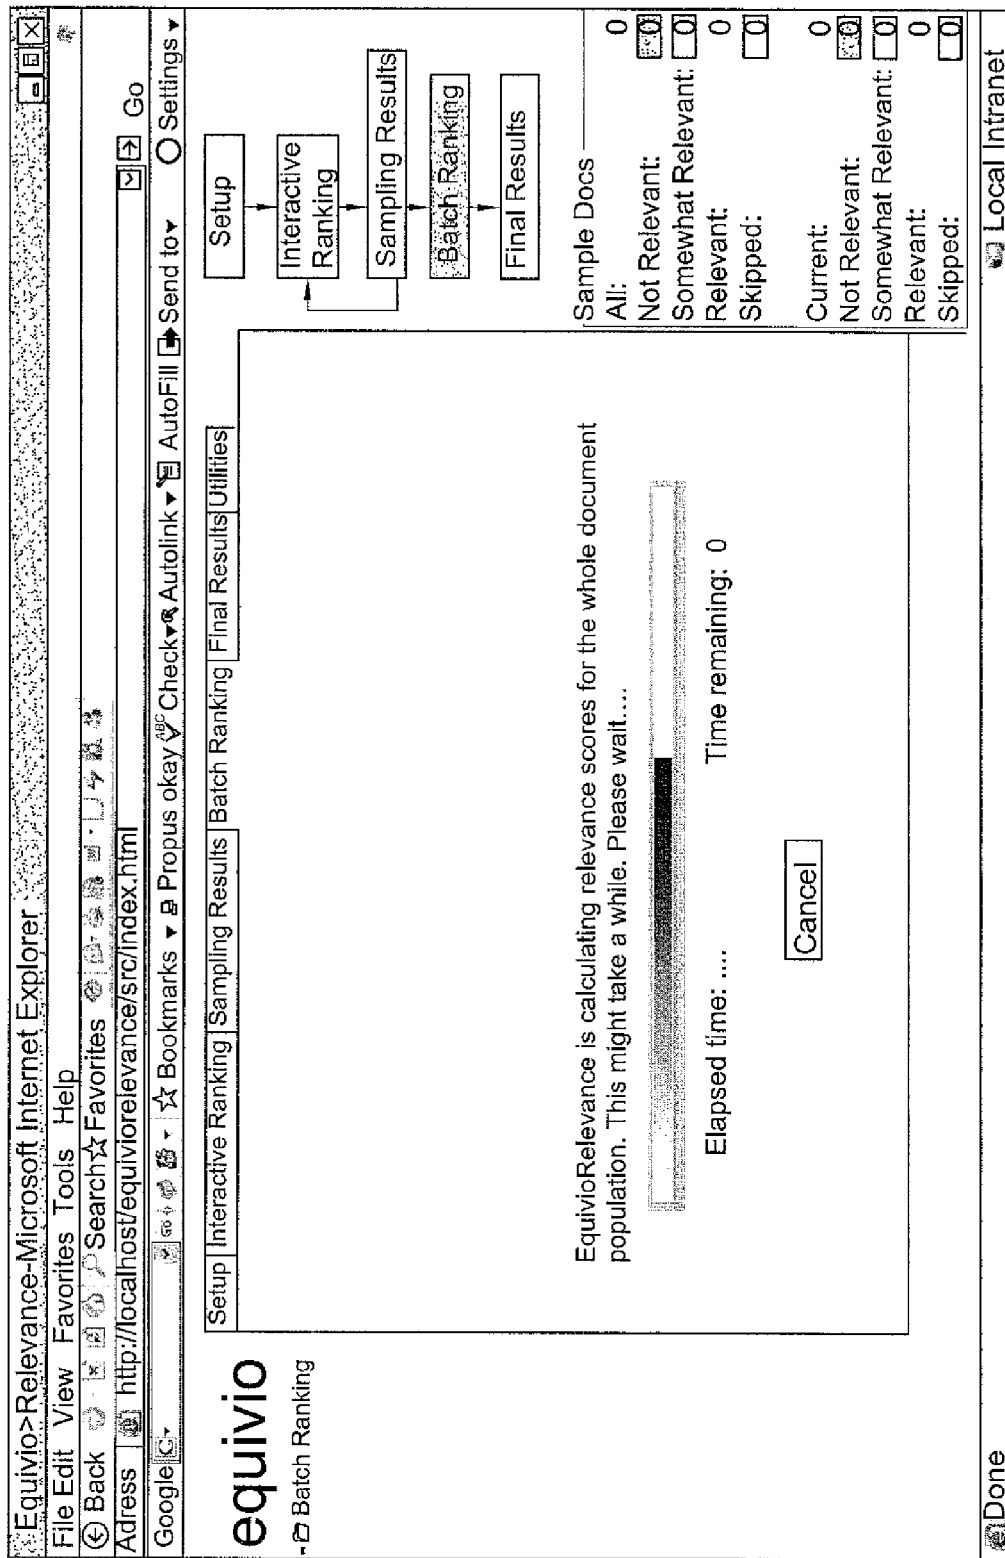 Equivio>Relevance-Microsoft Internet Explorer
File Edit View Favorites Tools Help
Back Search Favorites
Adress http://localhost/equiviorelevance/src/index.html Go
Google G Bookmarks Propus okay ABC Check Autolink AutoFill Send to Settings
equivio
Batch Ranking
Setup Interactive Ranking Sampling Results Batch Ranking Final Results Utilities
EquivioRelevance is calculating relevance scores for the whole document
population. This might take a while. Please wait....
Elapsed time: .... Time remaining: 0
Cancel
Setup
Interactive
Ranking
Sampling Results
Batch Ranking
Final Results
Sample Docs
All: 0
Not Relevant: 0
Somewhat Relevant: 0
Relevant: 0
Skipped: 0
Current: 0
Not Relevant: 0
Somewhat Relevant: 0
Relevant: 0
Skipped: 0
Done Local Intranet